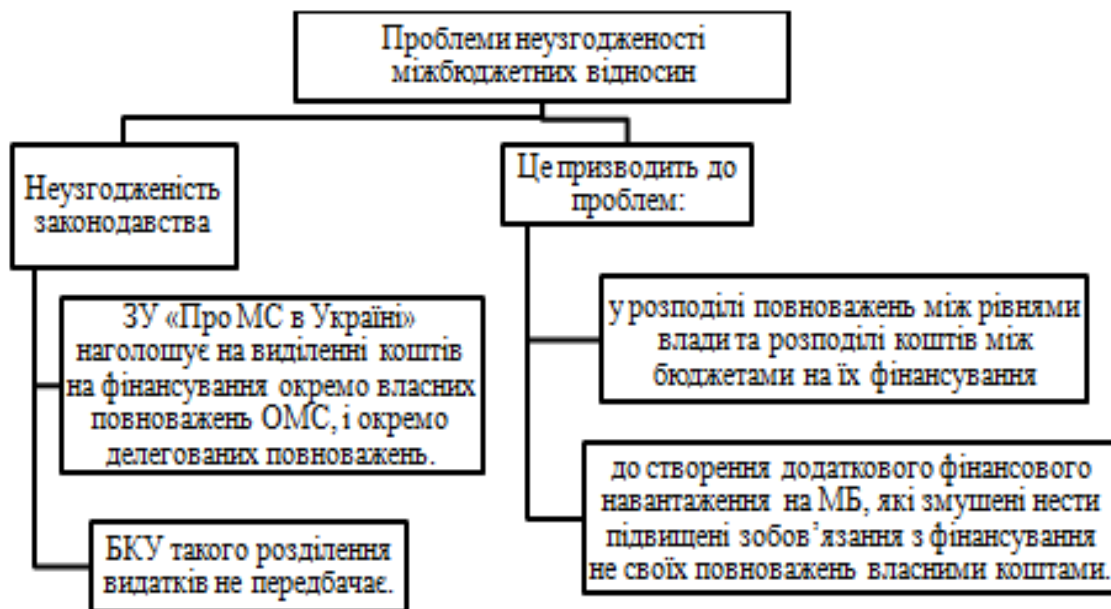 Проблеми неузгодженості
міжбюджетних відносин
Неузгодженість
законодавства
ЗУ «Про МС в Україні»
наголошує на виділенні коштів
на фінансування окремо власних
повноважень ОМС, і окремо
делегованих повноважень.
БКУ такого розділення
видатків не передбачає.
Це призводить до
проблем:
у розподілі повноважень між рівнями
влади та розподілі коштів між
бюджетами на їх фінансування
до створення додаткового фінансового
навантаження на МБ, які змушені нести
підвищені зобов’язання з фінансування
не своїх повноважень власними коштами.